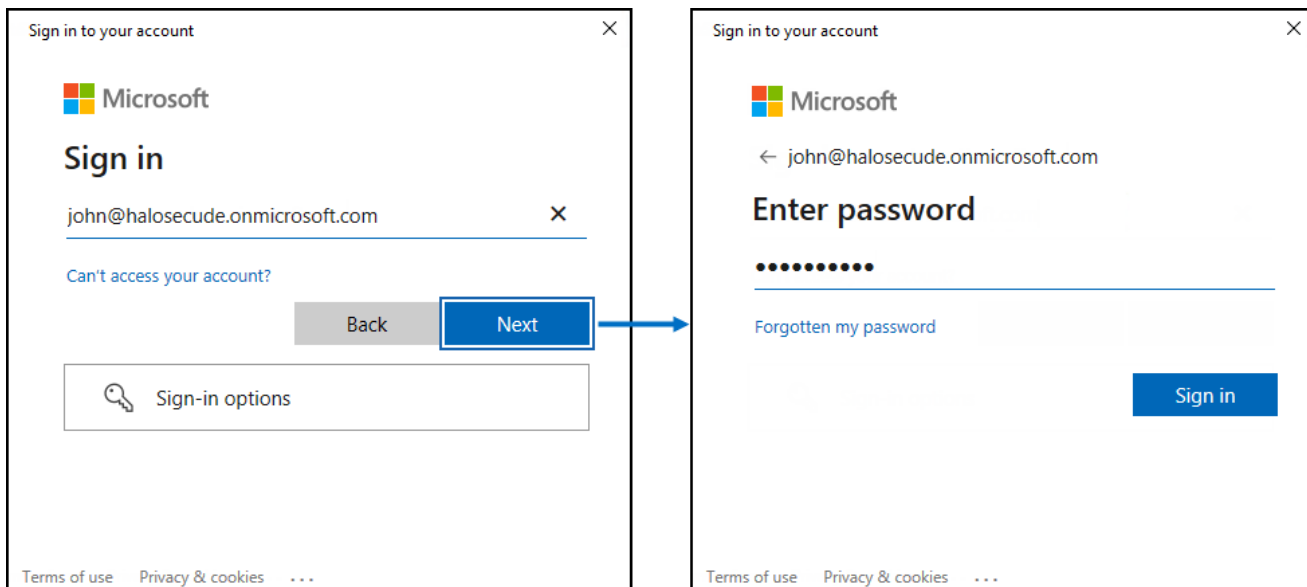 Sign in to your account
Microsoft
Sign in
john@halosecude.onmicrosoft.com
Can't access your account?
Back Next
Sign-in options
Terms of use Privacy & cookies ...
Sign in to your account
Microsoft
← john@halosecude.onmicrosoft.com
Enter password
••••••••••
Forgotten my password
Sign in
Terms of use Privacy & cookies ...